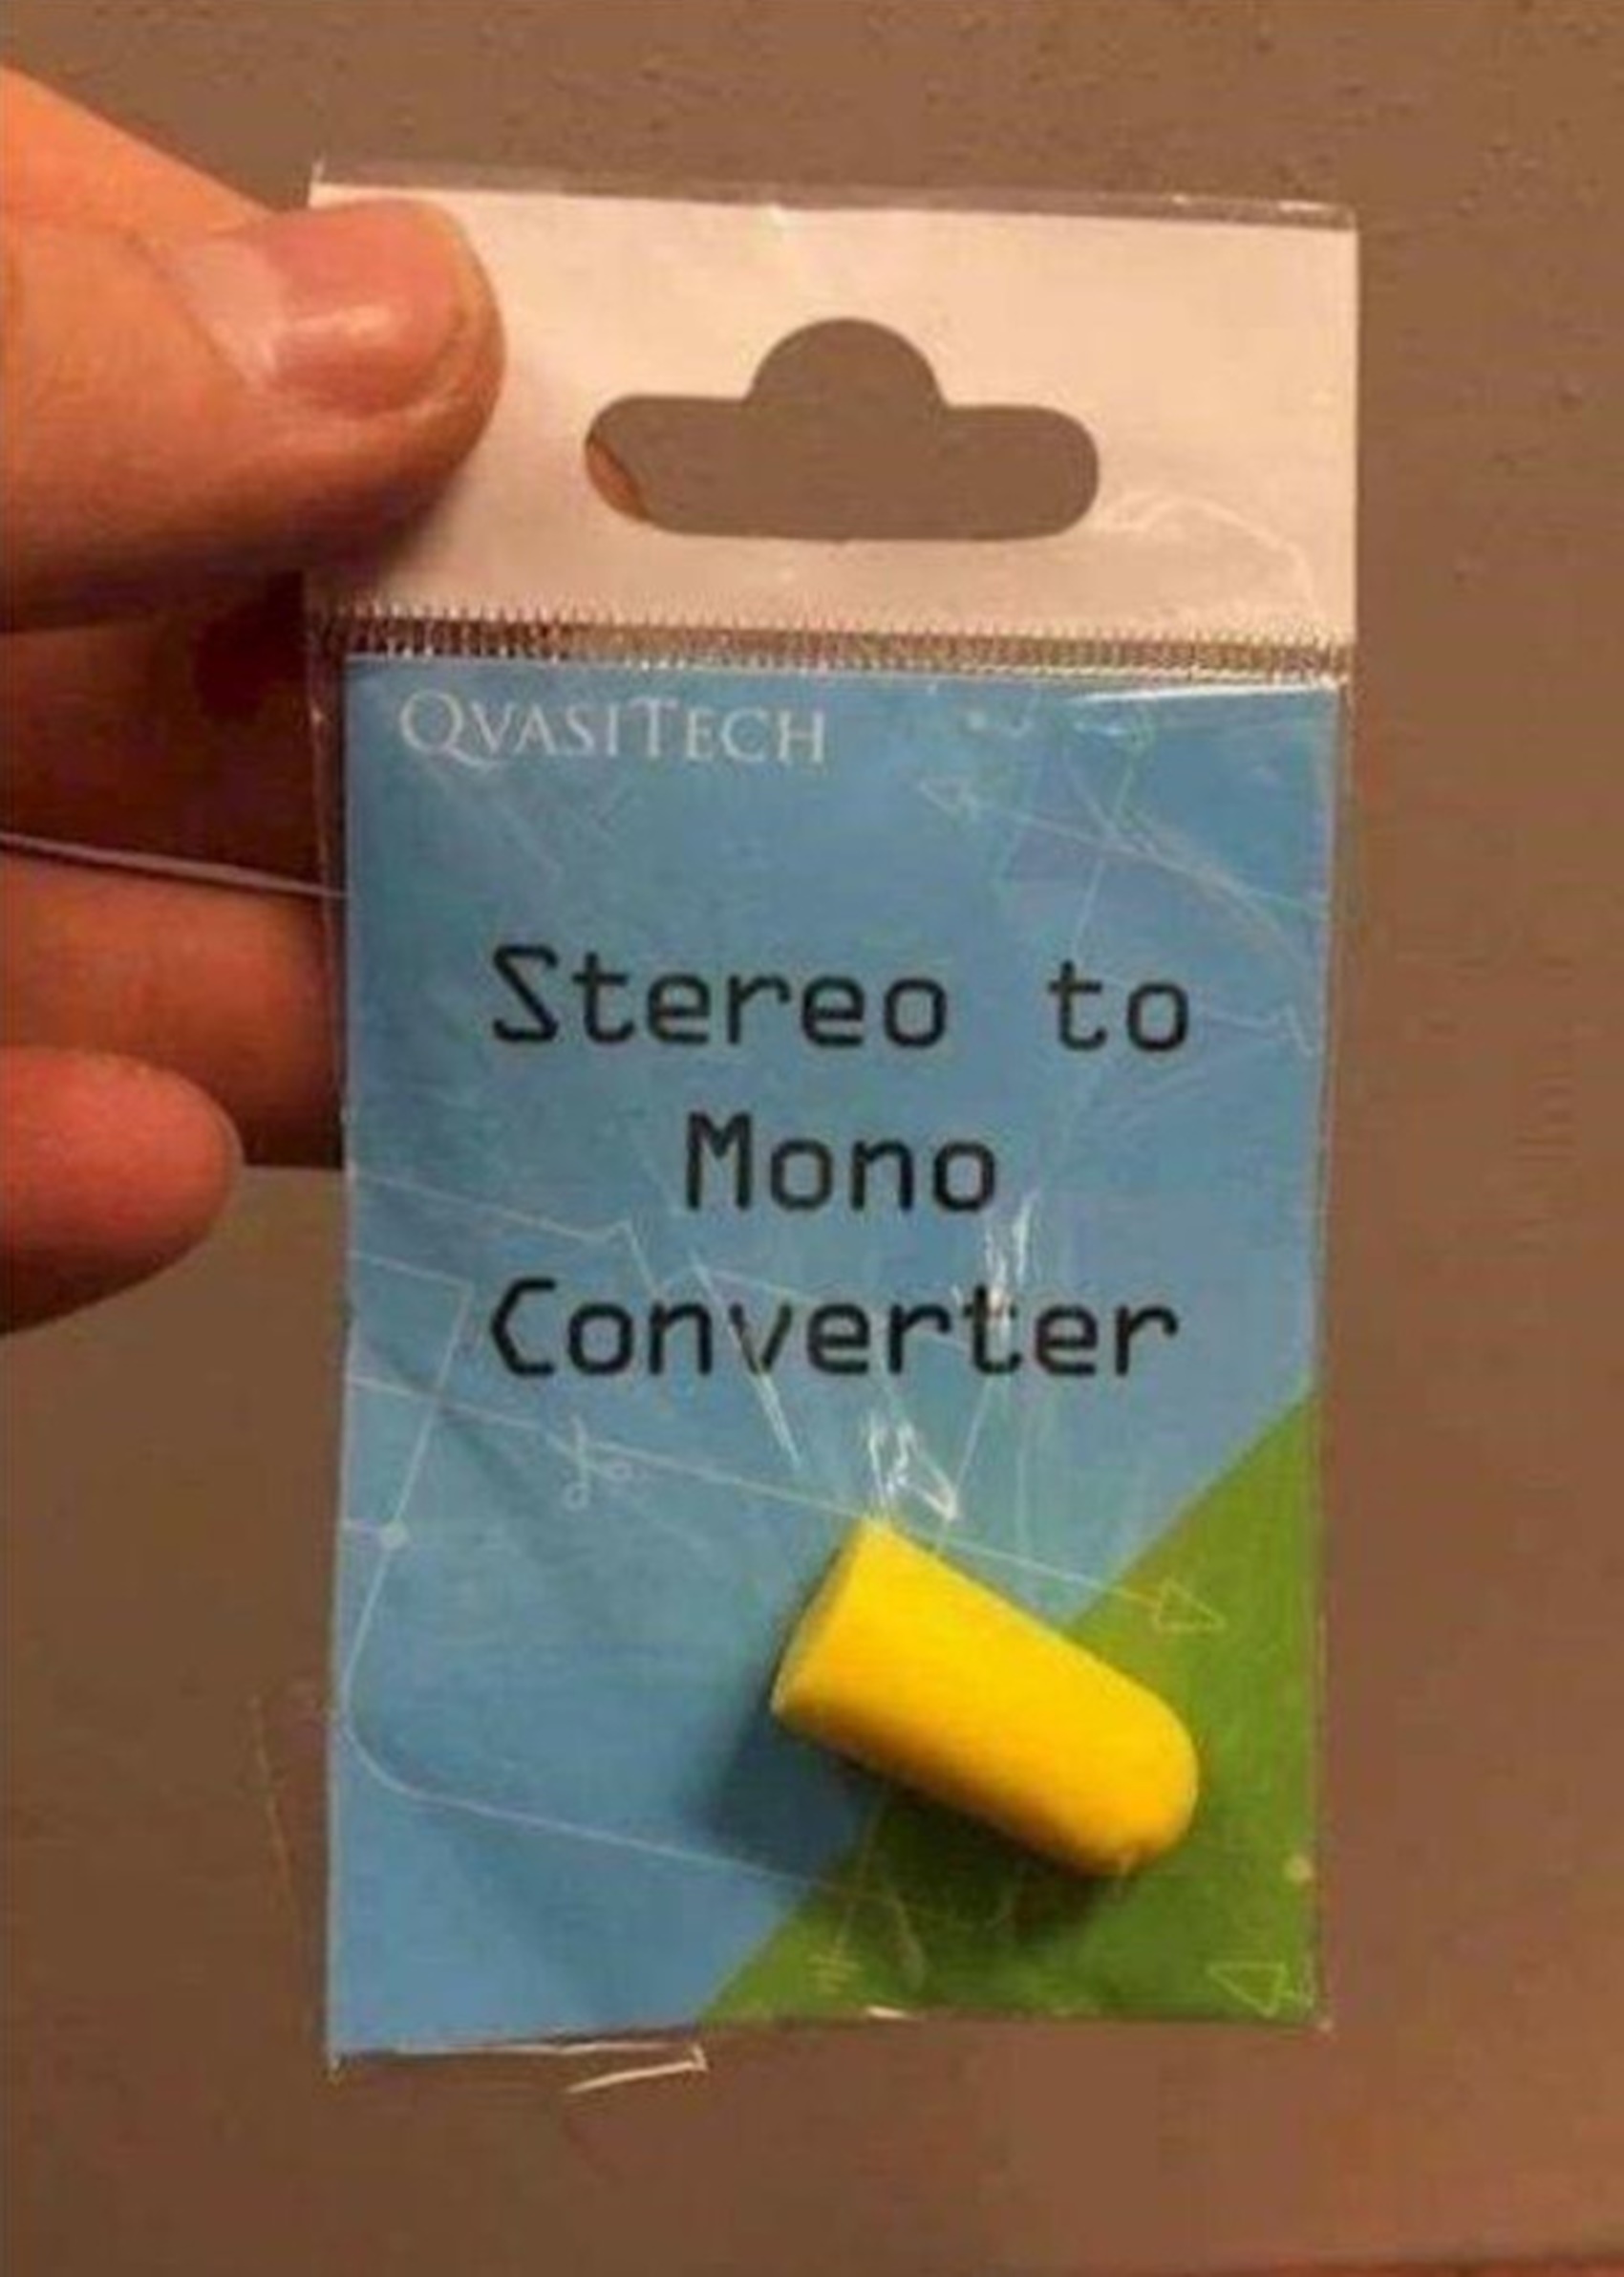 QVASITECH
Stereo to
Mono
Converter